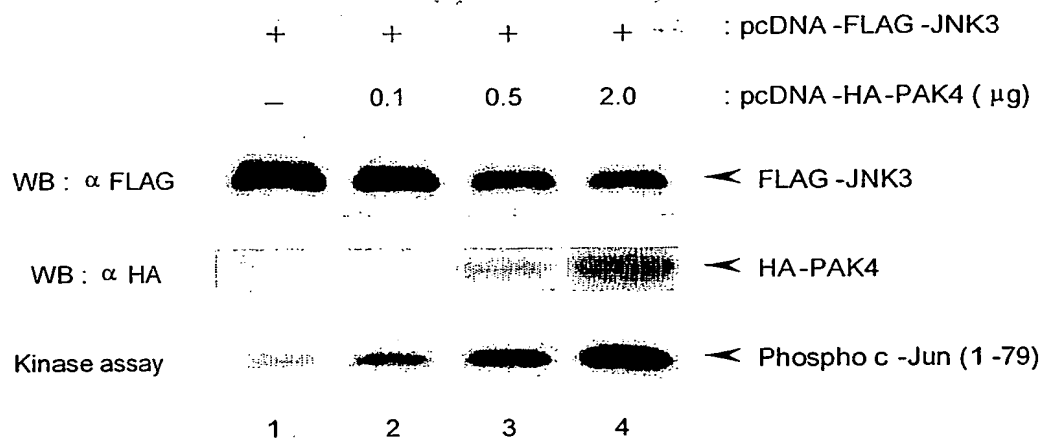 + + + + : pcDNA-FLAG-JNK3
– 0.1 0.5 2.0 : pcDNA-HA-PAK4 ( μg)
WB : α FLAG FLAG-JNK3
WB : α HA HA-PAK4
Kinase assay Phospho c-Jun (1-79)
1 2 3 4